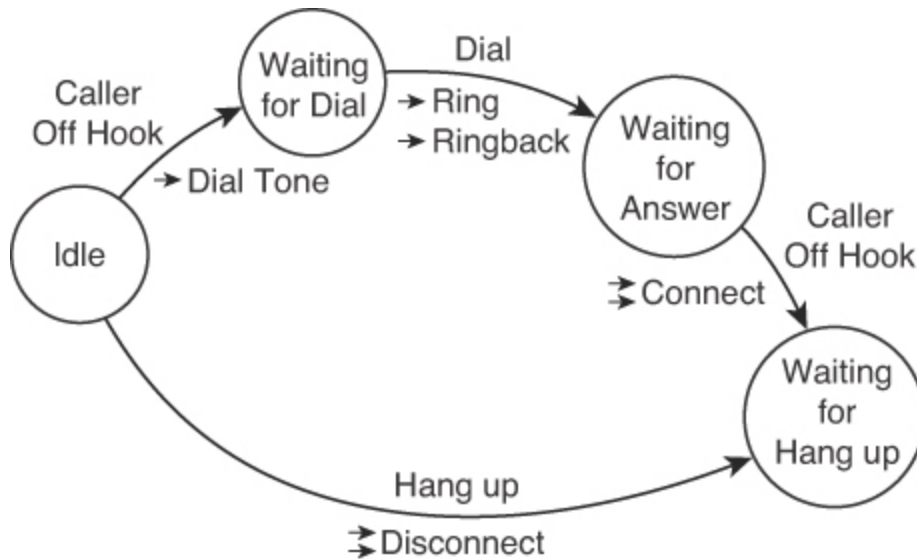 Waiting
for Dial
Dial
Ring
Ringback
Caller
Off Hook
Dial Tone
Waiting
for
Answer
Idle
Caller
Off Hook
Connect
Waiting
for
Hang up
Hang up
Disconnect